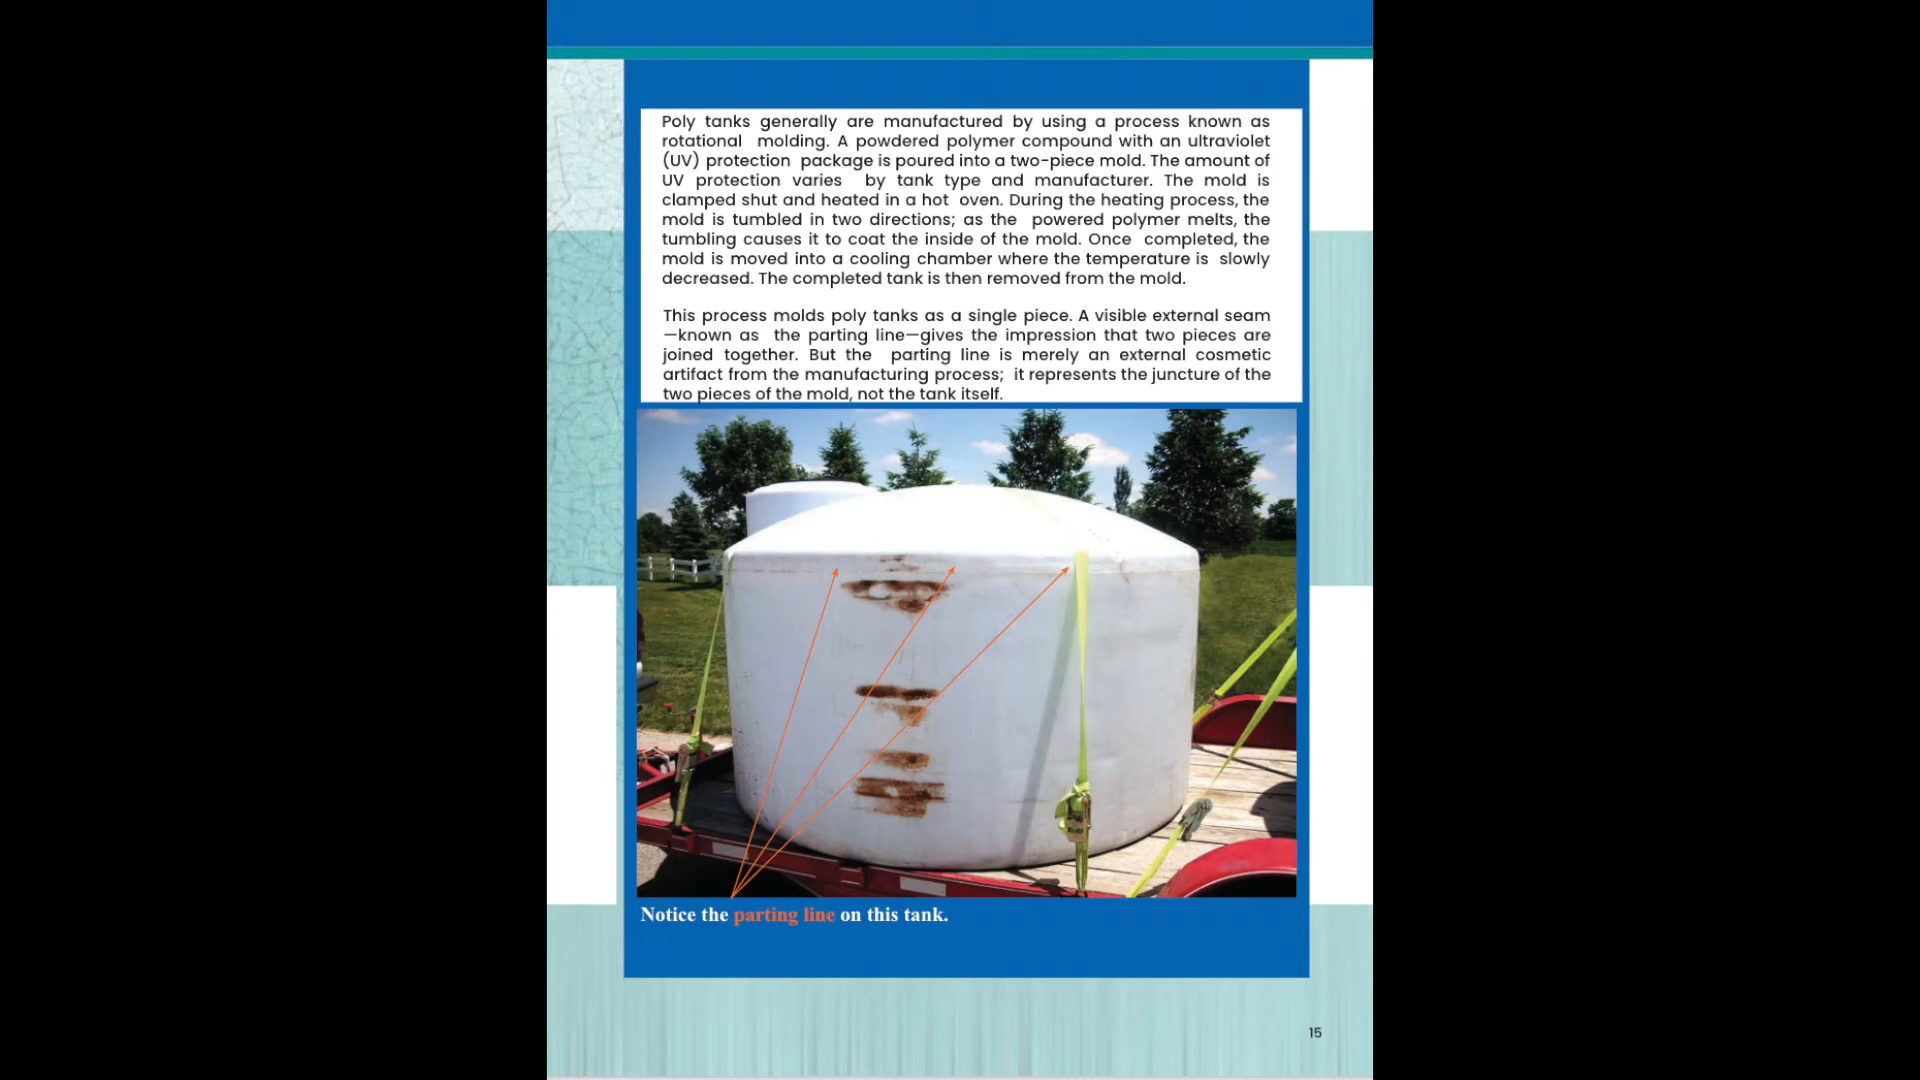 Poly tanks generally are manufactured by using a process known as
rotational molding. A powdered polymer compound with an ultraviolet
(UV) protection package is poured into a two-piece mold. The amount of
UV protection varies by tank type and manufacturer. The mold is
clamped shut and heated in a hot oven. During the heating process, the
mold is tumbled in two directions; as the powered polymer melts, the
tumbling causes it to coat the inside of the mold. Once completed, the
mold is moved into a cooling chamber where the temperature is slowly
decreased. The completed tank is then removed from the mold.
This process molds poly tanks as a single piece. A visible external seam
—known as the parting line—gives the impression that two pieces are
joined together. But the parting line is merely an external cosmetic
artifact from the manufacturing process; it represents the juncture of the
two pieces of the mold, not the tank itself.
Notice the parting line on this tank.
15